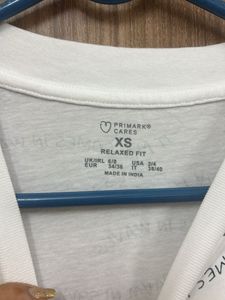 PRIMARK®
CARES
XS
RELAXED FIT
UK/IRL 6/8 USA 2/4
EUR 34/36 IT 38/40
MADE IN INDIA